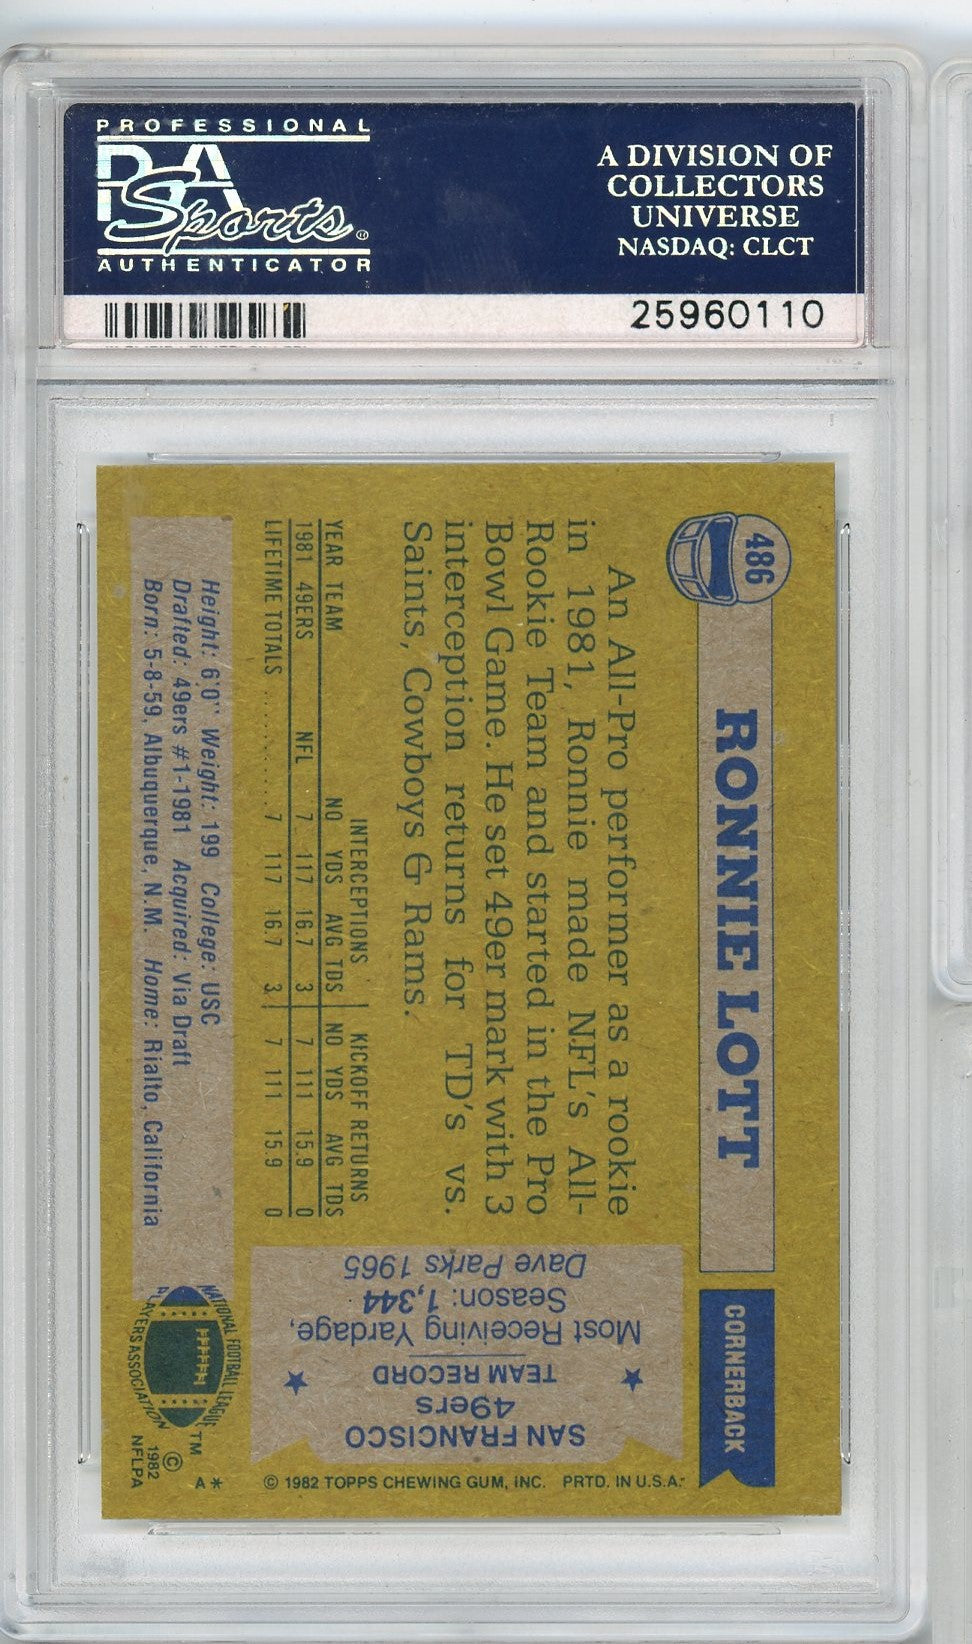 PROFESSIONAL
PSA
Sports®
AUTHENTICATOR
A DIVISION OF
COLLECTORS
UNIVERSE
NASDAQ: CLCT
25960110
486
RONNIE LOTT
CORNERBACK
An All-Pro performer as a rookie
in 1981, Ronnie made NFL's All-
Rookie Team and started in the Pro
Bowl Game. He set 49er mark with 3
interception returns for TD's vs.
Saints, Cowboys & Rams.
INTERCEPTIONS KICKOFF RETURNS
YEAR TEAM NO YDS AVG TDS NO YDS AVG TDS
1981 49ERS NFL 7 117 16.7 3 7 111 15.9 0
LIFETIME TOTALS .......... 7 117 16.7 3 7 111 15.9 0
Height: 6'0" Weight: 199 College: USC
Drafted: 49ers #1-1981 Acquired: Via Draft
Born: 5-8-59, Albuquerque, N.M. Home: Rialto, California
SAN FRANCISCO
49ers
TEAM RECORD
Most Receiving Yardage,
Season: 1,344
Dave Parks 1965
NATIONAL FOOTBALL LEAGUE
PLAYERS ASSOCIATION
TM
© 1982
NFLPA
A*
© 1982 TOPPS CHEWING GUM, INC. PRTD. IN U.S.A.